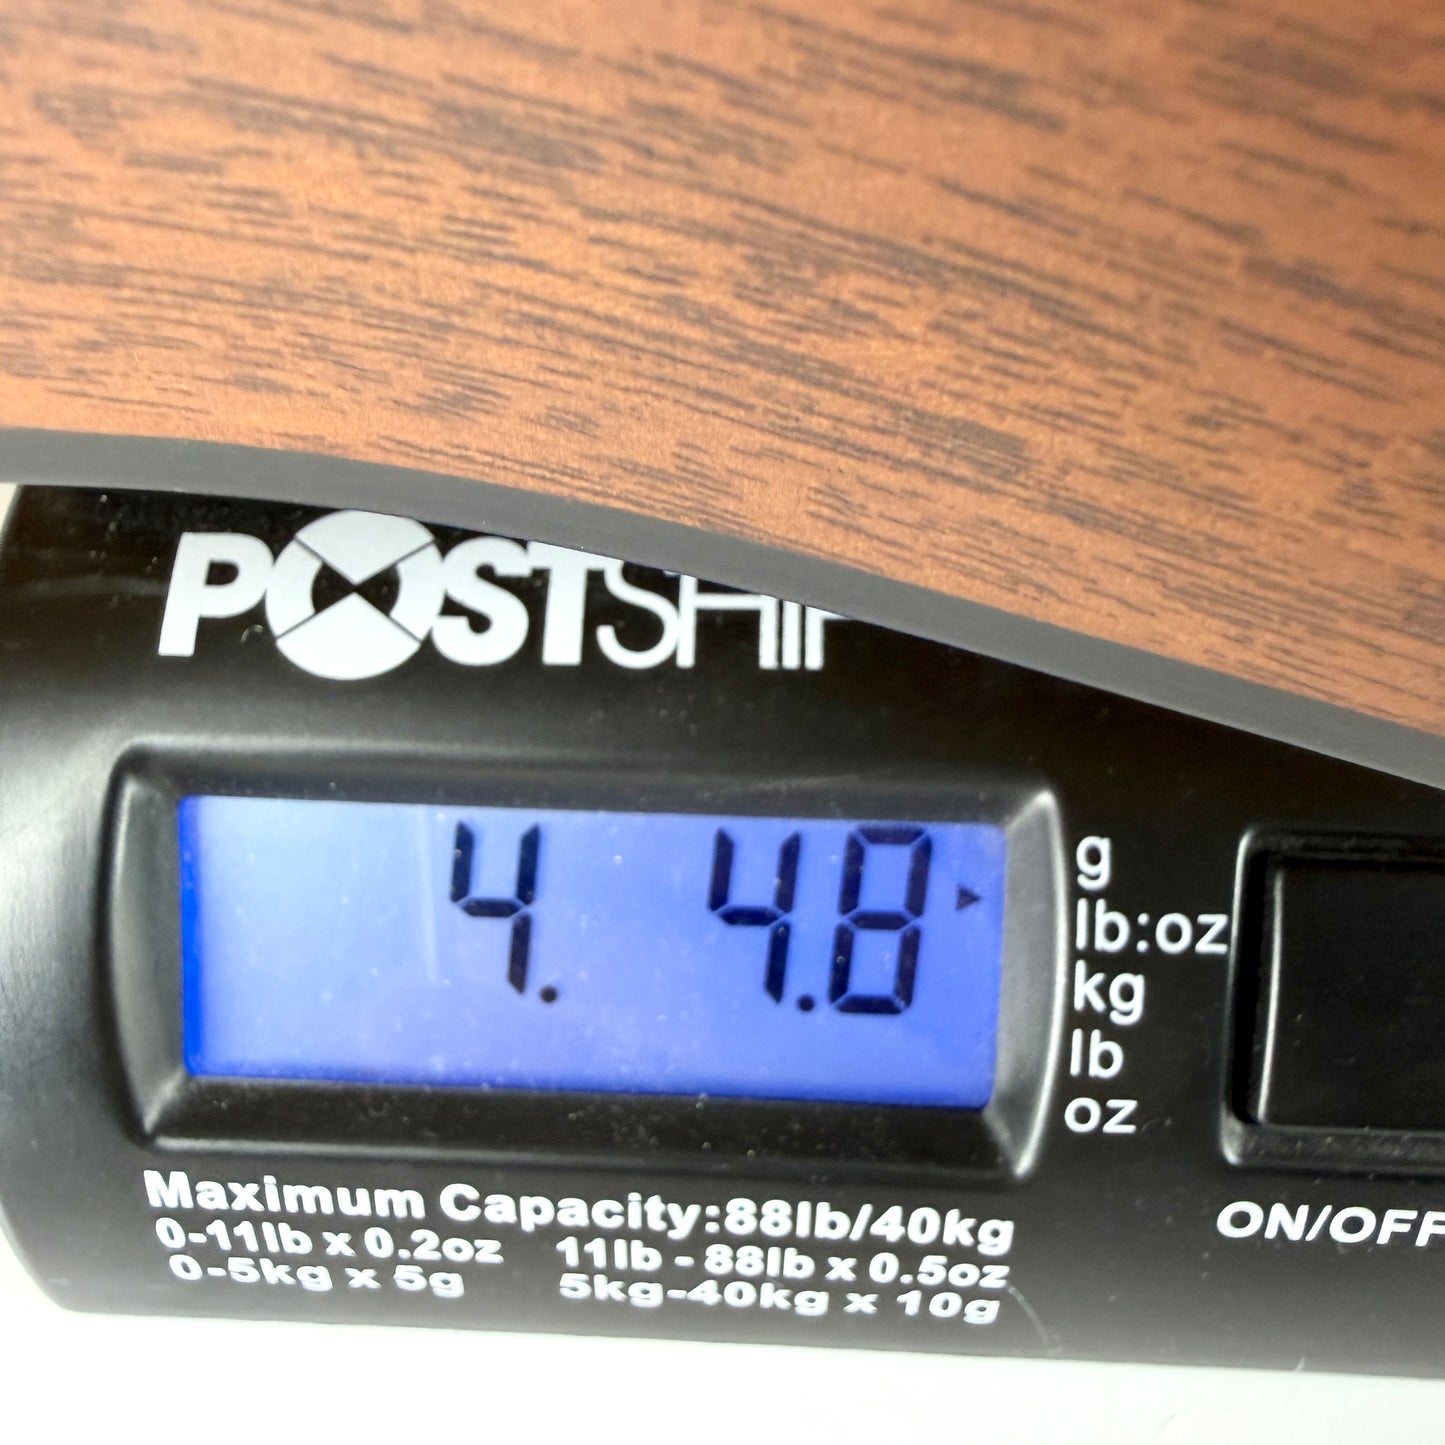 POSTSHIP
4. 4.8
g
lb:oz
kg
lb
oz
Maximum Capacity:88lb/40kg
0-11lb x 0.2oz 11lb - 88lb x 0.5oz
0-5kg x 5g 5kg-40kg x 10g
ON/OFF